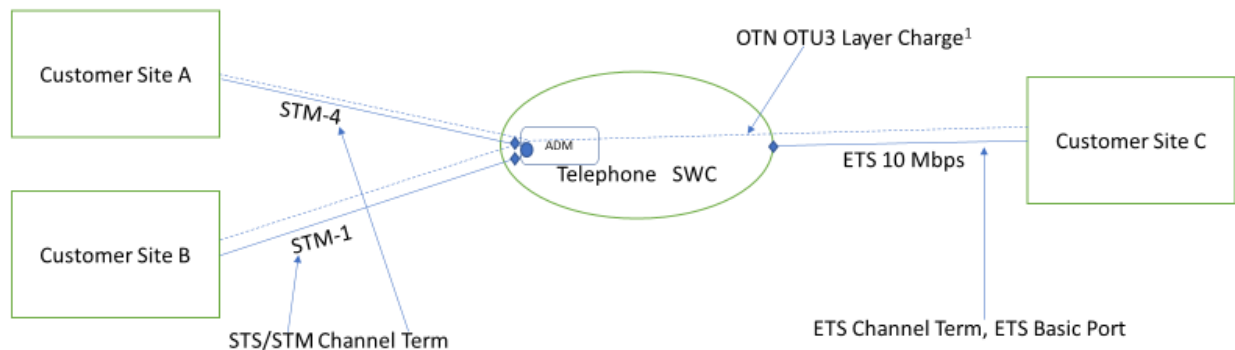 OTN OTU3 Layer Charge1
Customer Site A
STM-4
ADM
Customer Site C
ETS 10 Mbps
Telephone SWC
STM-1
Customer Site B
ETS Channel Term, ETS Basic Port
STS/STM Channel Term